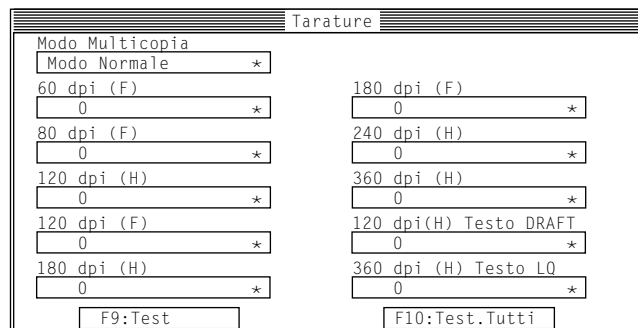 Tarature
Modo Multicopia
Modo Normale *
60 dpi (F)
0 *
80 dpi (F)
0 *
120 dpi (H)
0 *
120 dpi (F)
0 *
180 dpi (H)
0 *
180 dpi (F)
0 *
240 dpi (H)
0 *
360 dpi (H)
0 *
120 dpi(H) Testo DRAFT
0 *
360 dpi (H) Testo LQ
0 *
F9:Test
F10:Test.Tutti